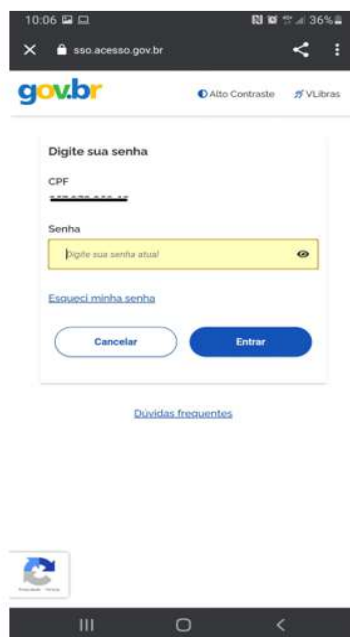 10:06 36%
sso.acesso.gov.br
gov.br Alto Contraste VLibras
Digite sua senha
CPF
Senha
Digite sua senha atual
Esqueci minha senha
Cancelar Entrar
Dúvidas frequentes